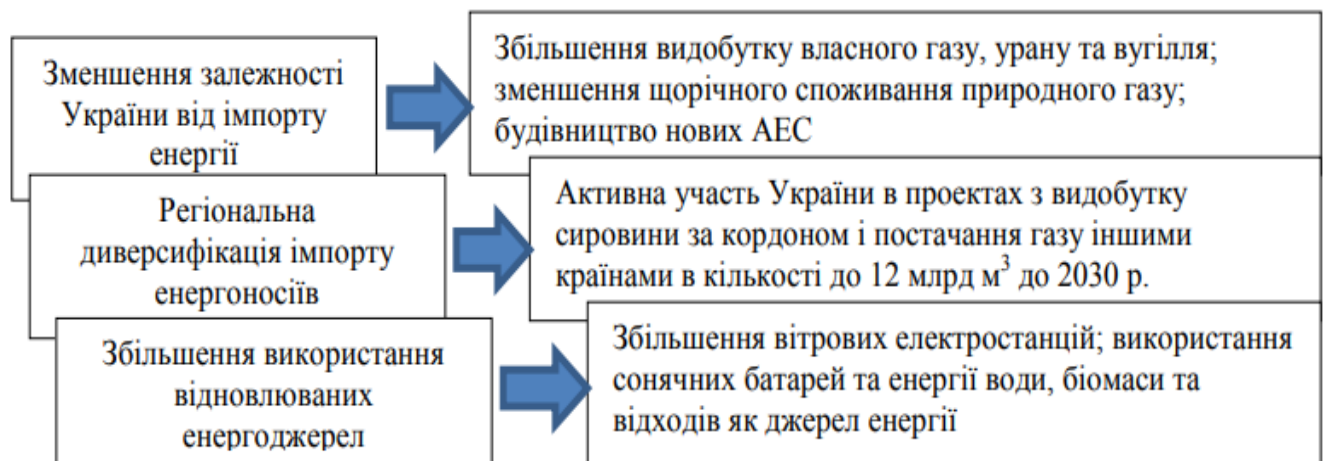 Зменшення залежності
України від імпорту
енергії
Збільшення видобутку власного газу, урану та вугілля;
зменшення щорічного споживання природного газу;
будівництво нових АЕС
Регіональна
диверсифікація імпорту
енергоносіїв
Активна участь України в проектах з видобутку
сировини за кордоном і постачання газу іншими
країнами в кількості до 12 млрд м³ до 2030 р.
Збільшення використання
відновлюваних
енергоджерел
Збільшення вітрових електростанцій; використання
сонячних батарей та енергії води, біомаси та
відходів як джерел енергії